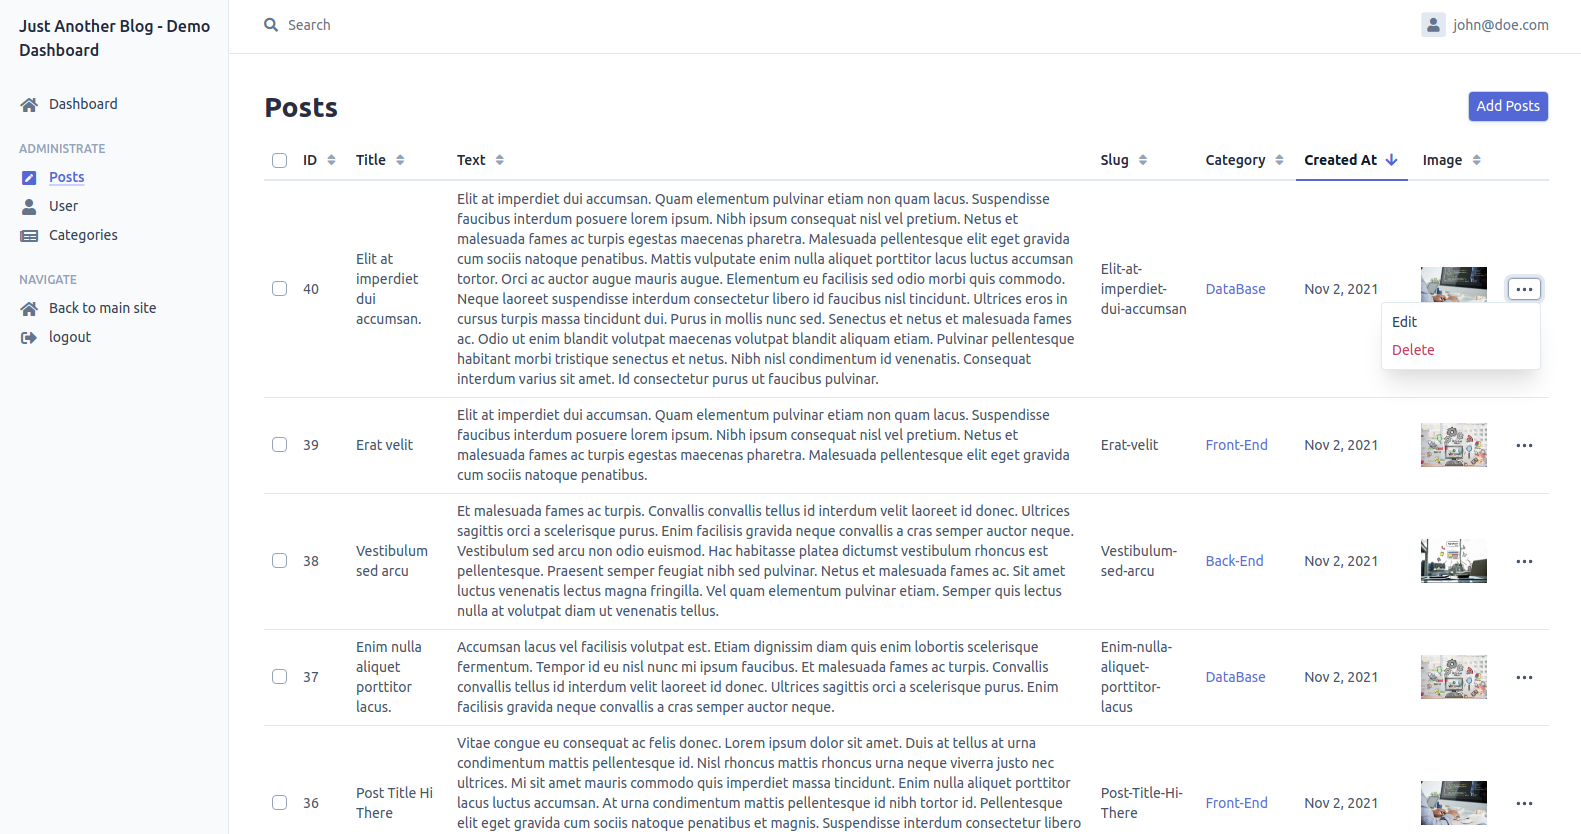 Just Another Blog - Demo
Dashboard
Dashboard
ADMINISTRATE
Posts
User
Categories
NAVIGATE
Back to main site
logout
Search
john@doe.com
Posts
Add Posts
ID Title Text Slug Category Created At Image
40
Elit at
imperdiet
dui
accumsan.
Elit at imperdiet dui accumsan. Quam elementum pulvinar etiam non quam lacus. Suspendisse
faucibus interdum posuere lorem ipsum. Nibh ipsum consequat nisl vel pretium. Netus et
malesuada fames ac turpis egestas maecenas pharetra. Malesuada pellentesque elit eget gravida
cum sociis natoque penatibus. Mattis vulputate enim nulla aliquet porttitor lacus luctus accumsan
tortor. Orci ac auctor augue mauris augue. Elementum eu facilisis sed odio morbi quis commodo.
Neque laoreet suspendisse interdum consectetur libero id faucibus nisl tincidunt. Ultrices eros in
cursus turpis massa tincidunt dui. Purus in mollis nunc sed. Senectus et netus et malesuada fames
ac. Odio ut enim blandit volutpat maecenas volutpat blandit aliquam etiam. Pulvinar pellentesque
habitant morbi tristique senectus et netus. Nibh nisl condimentum id venenatis. Consequat
interdum varius sit amet. Id consectetur purus ut faucibus pulvinar.
Elit-at-
imperdiet-
dui-accumsan
DataBase
Nov 2, 2021
Edit
Delete
39
Erat velit
Elit at imperdiet dui accumsan. Quam elementum pulvinar etiam non quam lacus. Suspendisse
faucibus interdum posuere lorem ipsum. Nibh ipsum consequat nisl vel pretium. Netus et
malesuada fames ac turpis egestas maecenas pharetra. Malesuada pellentesque elit eget gravida
cum sociis natoque penatibus.
Erat-velit
Front-End
Nov 2, 2021
38
Vestibulum
sed arcu
Et malesuada fames ac turpis. Convallis convallis tellus id interdum velit laoreet id donec. Ultrices
sagittis orci a scelerisque purus. Enim facilisis gravida neque convallis a cras semper auctor neque.
Vestibulum sed arcu non odio euismod. Hac habitasse platea dictumst vestibulum rhoncus est
pellentesque. Praesent semper feugiat nibh sed pulvinar. Netus et malesuada fames ac. Sit amet
luctus venenatis lectus magna fringilla. Vel quam elementum pulvinar etiam. Semper quis lectus
nulla at volutpat diam ut venenatis tellus.
Vestibulum-
sed-arcu
Back-End
Nov 2, 2021
37
Enim nulla
aliquet
porttitor
lacus.
Accumsan lacus vel facilisis volutpat est. Etiam dignissim diam quis enim lobortis scelerisque
fermentum. Tempor id eu nisl nunc mi ipsum faucibus. Et malesuada fames ac turpis. Convallis
convallis tellus id interdum velit laoreet id donec. Ultrices sagittis orci a scelerisque purus. Enim
facilisis gravida neque convallis a cras semper auctor neque.
Enim-nulla-
aliquet-
porttitor-
lacus
DataBase
Nov 2, 2021
36
Post Title Hi
There
Vitae congue eu consequat ac felis donec. Lorem ipsum dolor sit amet. Duis at tellus at urna
condimentum mattis pellentesque id. Nisl rhoncus mattis rhoncus urna neque viverra justo nec
ultrices. Mi sit amet mauris commodo quis imperdiet massa tincidunt. Enim nulla aliquet porttitor
lacus luctus accumsan. At urna condimentum mattis pellentesque id nibh tortor id. Pellentesque
elit eget gravida cum sociis natoque penatibus et magnis. Suspendisse interdum consectetur libero
Post-Title-Hi-
There
Front-End
Nov 2, 2021